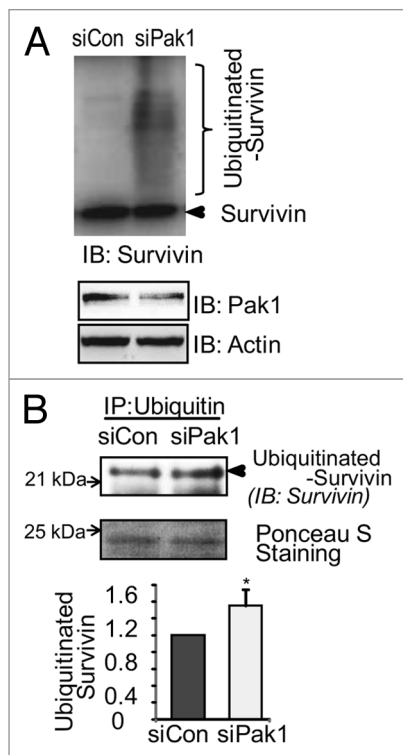 A
siCon siPak1
Ubiquitinated
-Survivin
Survivin
IB: Survivin
IB: Pak1
IB: Actin
B
IP:Ubiquitin
siCon siPak1
21 kDa
Ubiquitinated
-Survivin
(IB: Survivin)
25 kDa
Ponceau S
Staining
Ubiquitinated
Survivin
1.6
1.2
0.8
0.4
0
*
siCon siPak1